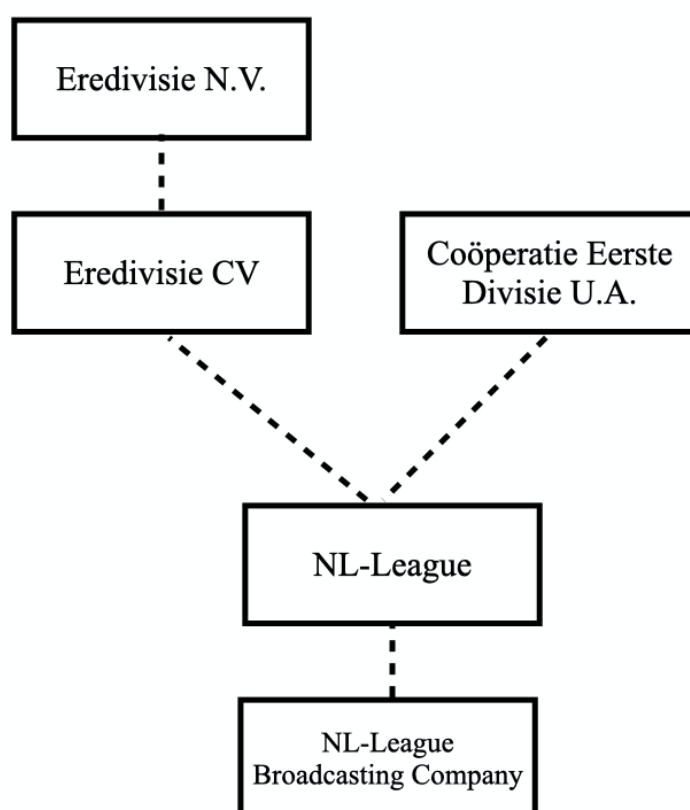 Eredivisie N.V.
Eredivisie CV
Coöperatie Eerste
Divisie U.A.
NL-League
NL-League
Broadcasting Company